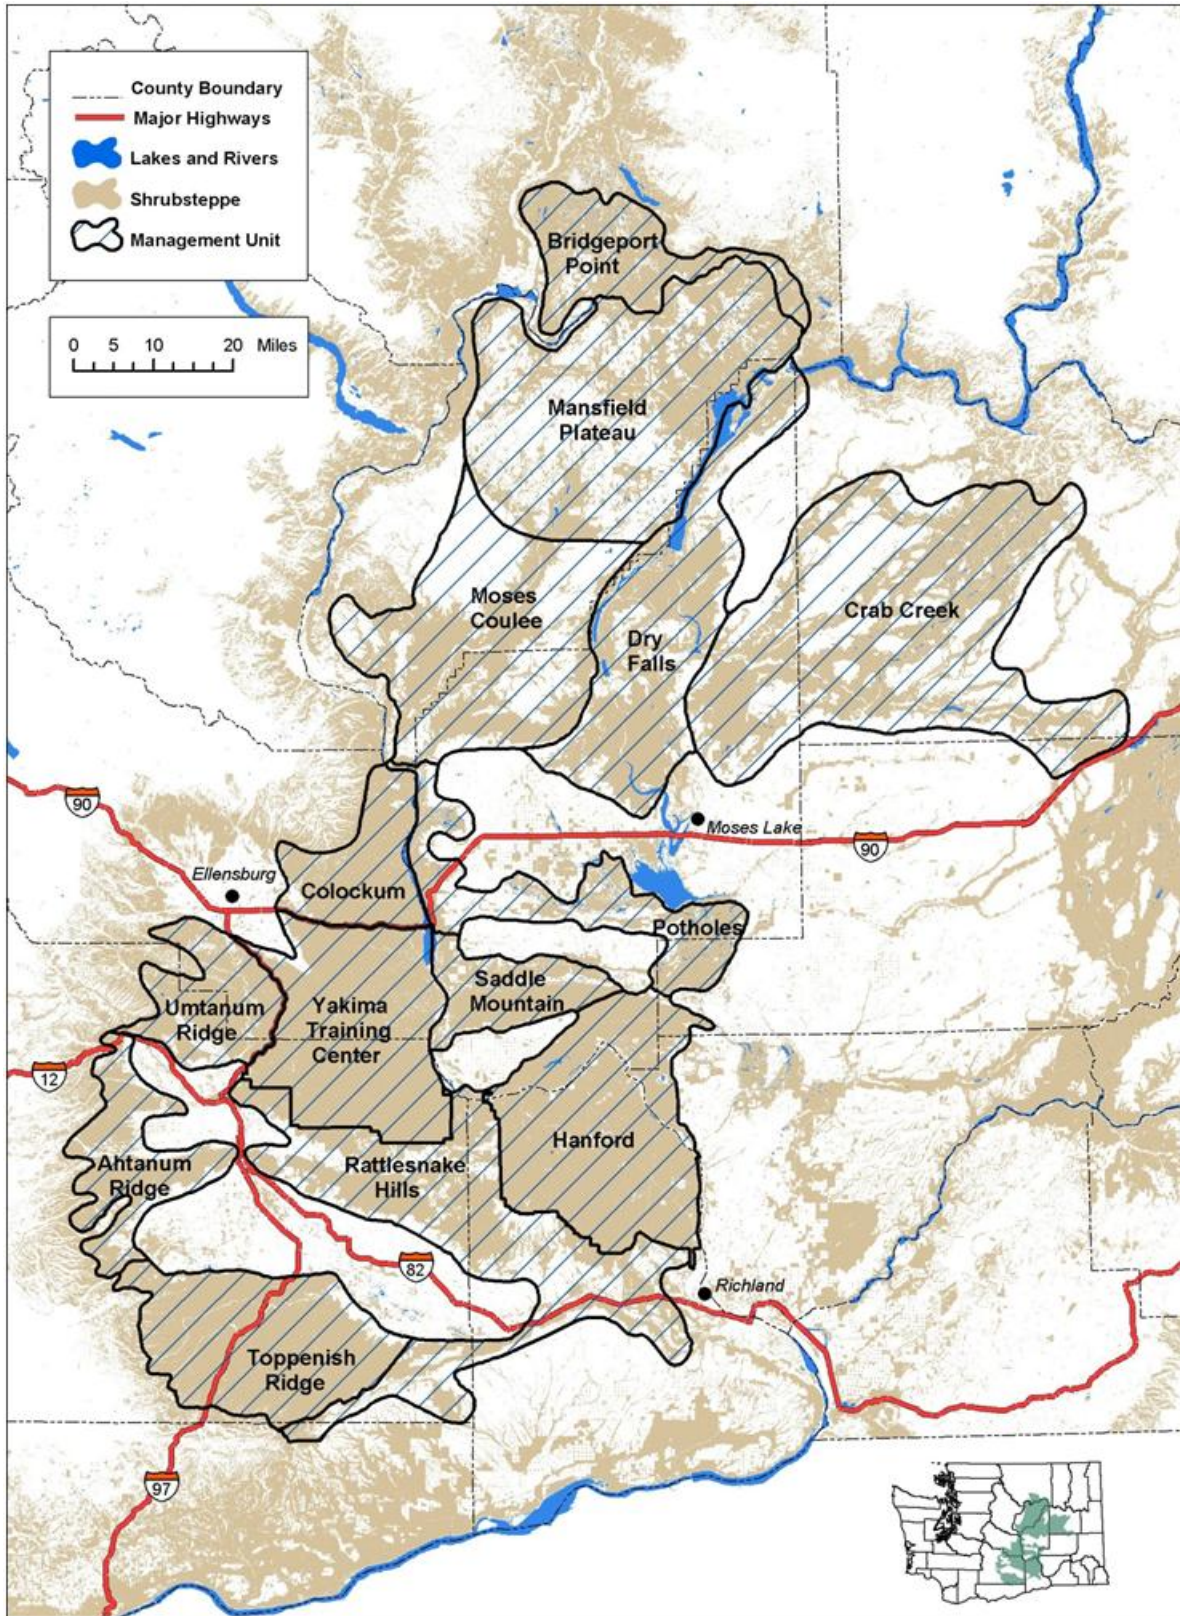 County Boundary
Major Highways
Lakes and Rivers
Shrubsteppe
Management Unit
0 5 10 20 Miles
Bridgeport
Point
Mansfield
Plateau
Moses
Coulee
Dry
Falls
Crab Creek
90
Moses Lake
90
Ellensburg
Colockum
Potholes
Saddle
Mountain
Umtanum
Ridge
Yakima
Training
Center
12
Hanford
Ahtanum
Ridge
Rattlesnake
Hills
82
Richland
Toppenish
Ridge
97